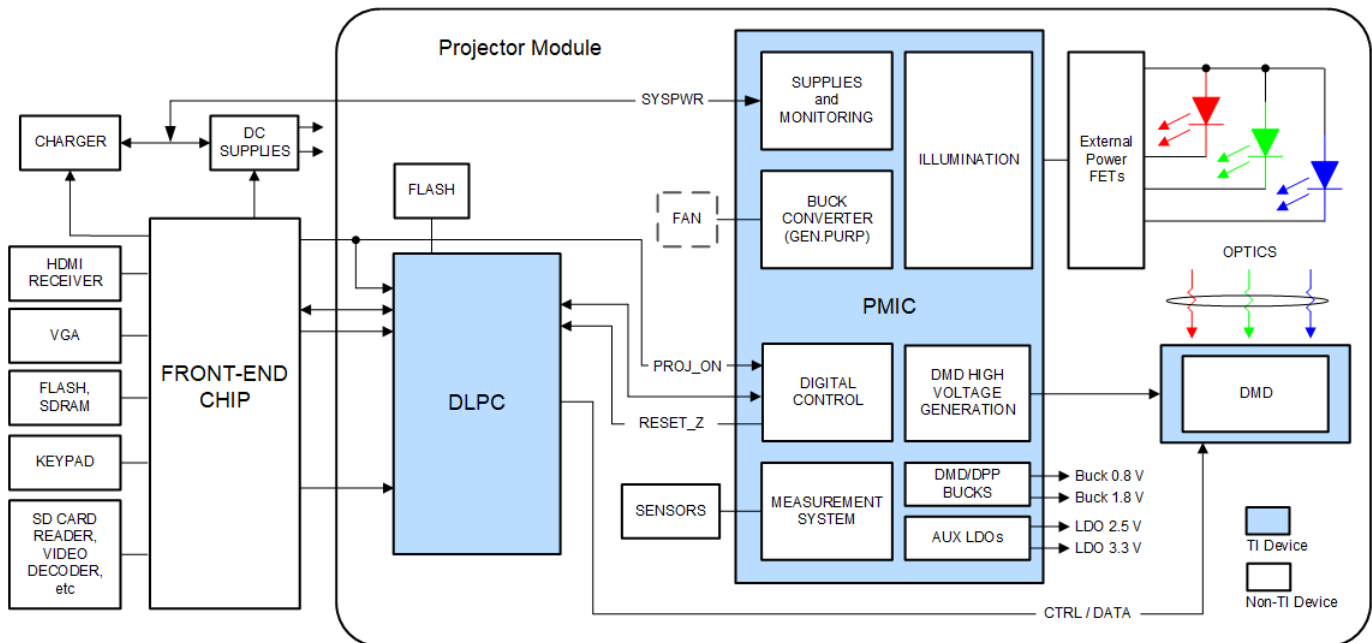 Projector Module
SYSPWR
SUPPLIES
and
MONITORING
ILLUMINATION
External
Power
FETs
CHARGER
DC
SUPPLIES
FLASH
FAN
BUCK
CONVERTER
(GEN.PURP)
HDMI
RECEIVER
VGA
FLASH,
SDRAM
KEYPAD
SD CARD
READER,
VIDEO
DECODER,
etc
FRONT-END
CHIP
DLPC
PMIC
OPTICS
PROJ_ON
RESET_Z
DIGITAL
CONTROL
DMD HIGH
VOLTAGE
GENERATION
DMD
SENSORS
MEASUREMENT
SYSTEM
DMD/DPP
BUCKS
Buck 0.8 V
Buck 1.8 V
AUX LDOs
LDO 2.5 V
LDO 3.3 V
CTRL / DATA
TI Device
Non-TI Device